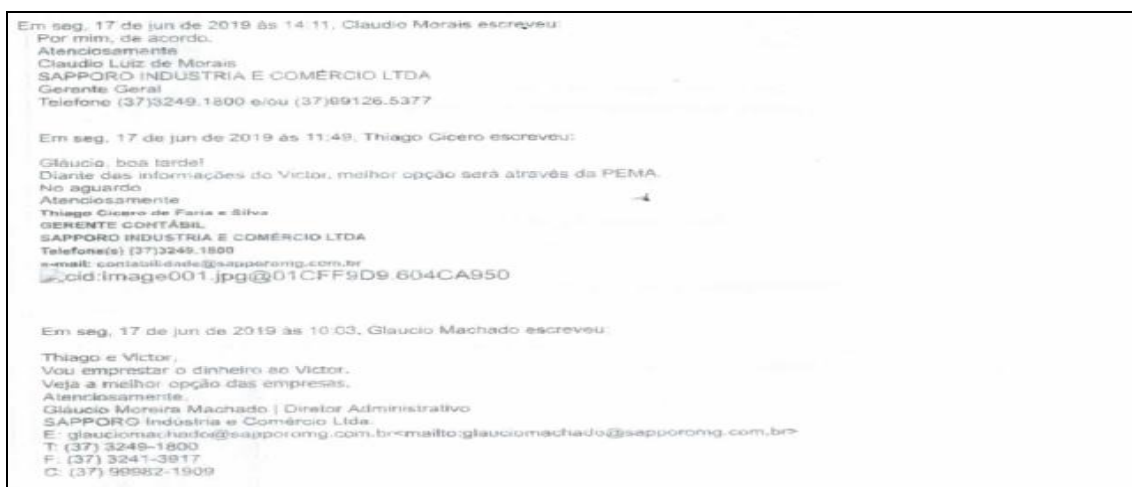 Em seg, 17 de jun de 2019 às 14:11, Claudio Morais escreveu:
Por mim, de acordo.
Atenciosamente
Claudio Luiz de Morais
SAPPORO INDUSTRIA E COMÉRCIO LTDA
Gerente Geral
Telefone (37)3249.1800 e/ou (37)99126.5377
Em seg, 17 de jun de 2019 às 11:49, Thiago Cicero escreveu:
Gláucio, boa tarde!
Diante das informações do Victor, melhor opção será através da PEMA.
No aguardo
Atenciosamente
Thiago Cicero de Faria e Silva
GERENTE CONTÁBIL
SAPPORO INDUSTRIA E COMÉRCIO LTDA
Telefone(s) (37)3249.1800
e-mail: contabilidade@sapporomg.com.br
cid:image001.jpg@01CFF9D9.604CA950
Em seg, 17 de jun de 2019 às 10:03, Glaucio Machado escreveu:
Thiago e Victor,
Vou emprestar o dinheiro ao Victor.
Veja a melhor opção das empresas.
Atenciosamente.
Gláucio Moreira Machado | Diretor Administrativo
SAPPORO Indústria e Comércio Ltda.
E: glauciomachado@sapporomg.com.br<mailto:glauciomachado@sapporomg.com.br>
T: (37) 3249-1800
F: (37) 3241-3917
C: (37) 99982-1909